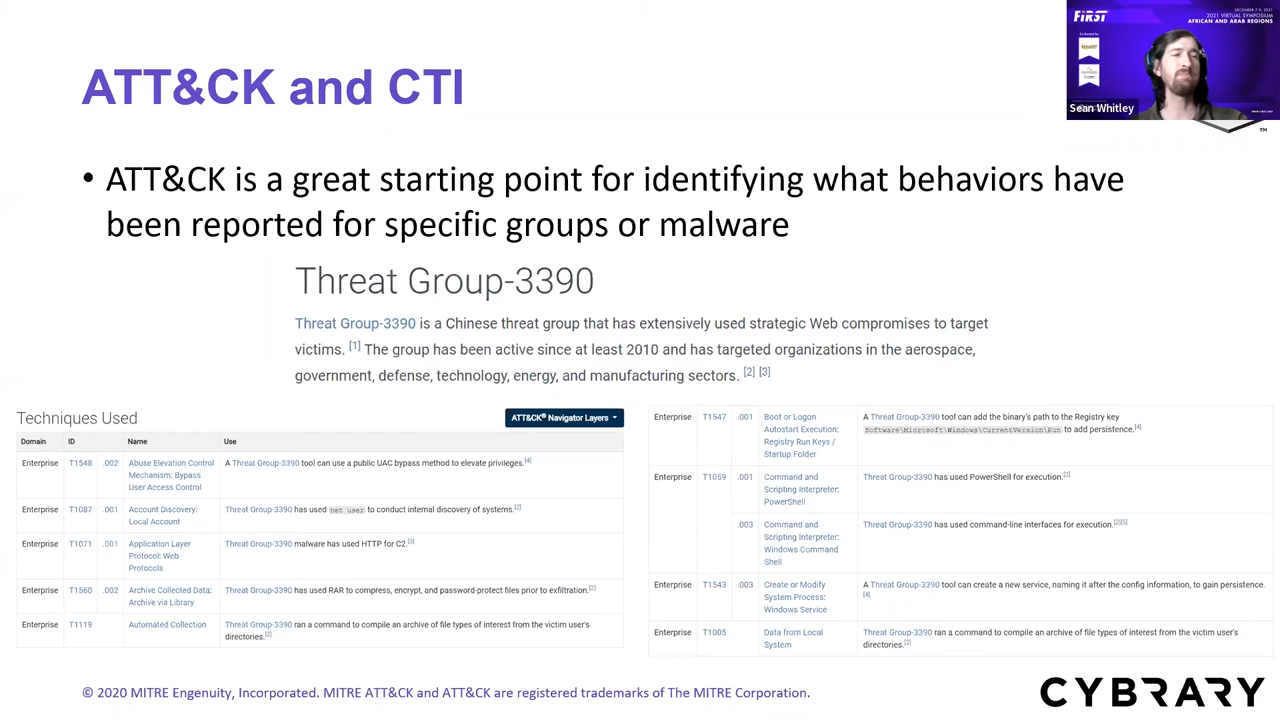 FIRST
DECEMBER 7-9, 2021
2021 VIRTUAL SYMPOSIUM
AFRICAN AND ARAB REGIONS
Sean Whitley
TM
ATT&CK and CTI
• ATT&CK is a great starting point for identifying what behaviors have
been reported for specific groups or malware
Threat Group-3390
Threat Group-3390 is a Chinese threat group that has extensively used strategic Web compromises to target
victims. [1] The group has been active since at least 2010 and has targeted organizations in the aerospace,
government, defense, technology, energy, and manufacturing sectors. [2] [3]
Techniques Used
ATT&CK® Navigator Layers
Domain ID Name Use
Enterprise T1548 .002 Abuse Elevation Control A Threat Group-3390 tool can use a public UAC bypass method to elevate privileges.[4]
Mechanism: Bypass
User Access Control
Enterprise T1087 .001 Account Discovery: Threat Group-3390 has used net user to conduct internal discovery of systems.[2]
Local Account
Enterprise T1071 .001 Application Layer Threat Group-3390 malware has used HTTP for C2.[3]
Protocol: Web
Protocols
Enterprise T1560 .002 Archive Collected Data: Threat Group-3390 has used RAR to compress, encrypt, and password-protect files prior to exfiltration.[2]
Archive via Library
Enterprise T1119 Automated Collection Threat Group-3390 ran a command to compile an archive of file types of interest from the victim user's
directories.[2]
Enterprise T1547 .001 Boot or Logon A Threat Group-3390 tool can add the binary's path to the Registry key
Autostart Execution: Software\Microsoft\Windows\CurrentVersion\Run to add persistence.[4]
Registry Run Keys /
Startup Folder
Enterprise T1059 .001 Command and Threat Group-3390 has used PowerShell for execution.[2]
Scripting Interpreter:
PowerShell
.003 Command and Threat Group-3390 has used command-line interfaces for execution.[2][5]
Scripting Interpreter:
Windows Command
Shell
Enterprise T1543 .003 Create or Modify A Threat Group-3390 tool can create a new service, naming it after the config information, to gain persistence.
System Process: [4]
Windows Service
Enterprise T1005 Data from Local Threat Group-3390 ran a command to compile an archive of file types of interest from the victim user's
System directories.[2]
© 2020 MITRE Engenuity, Incorporated. MITRE ATT&CK and ATT&CK are registered trademarks of The MITRE Corporation.
CYBRARY